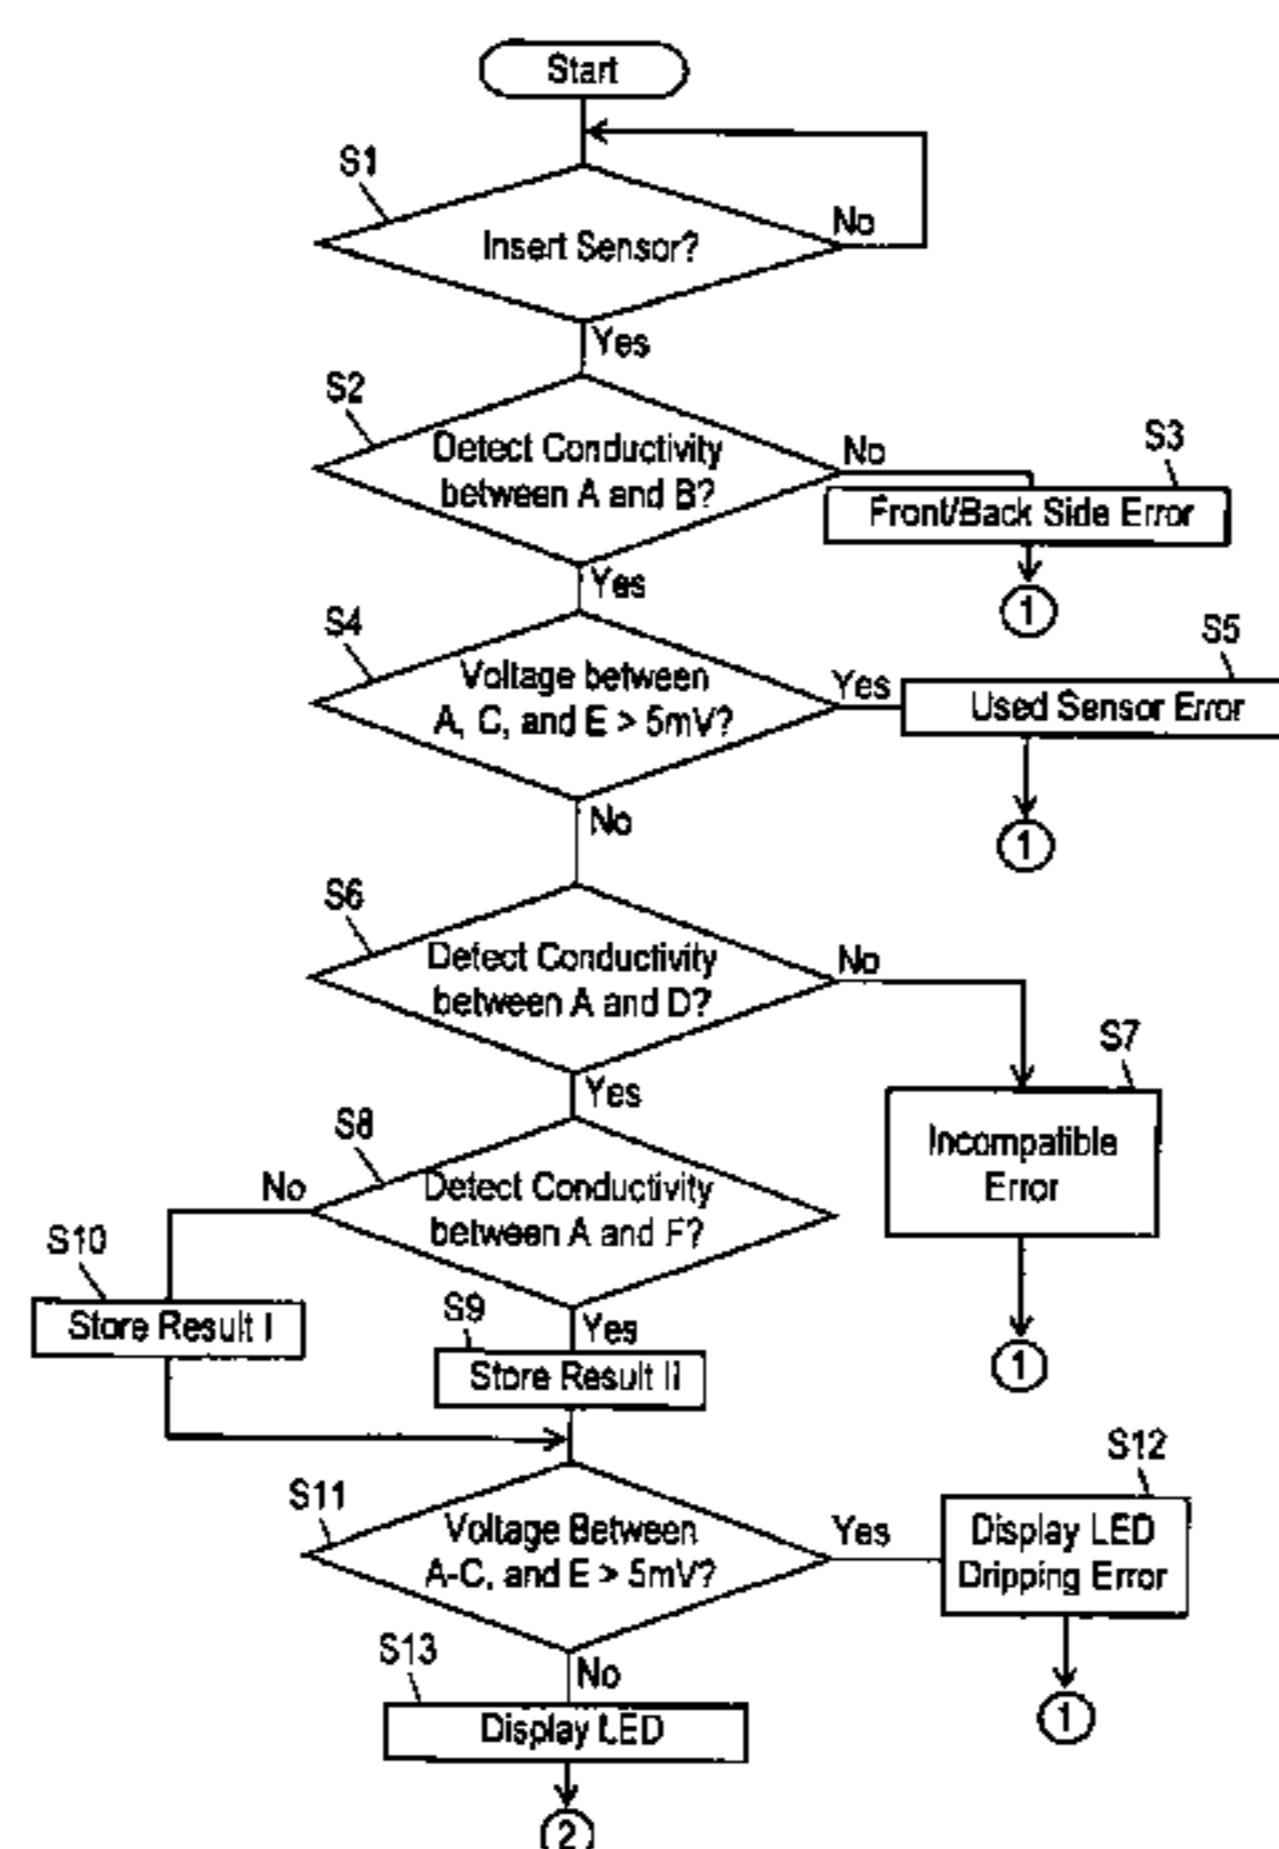 Start
S1
Insert Sensor?
No
Yes
S2
Detect Conductivity
between A and B?
No
S3
Front/Back Side Error
1
Yes
S4
Voltage between
A, C, and E > 5mV?
Yes
S5
Used Sensor Error
1
No
S6
Detect Conductivity
between A and D?
No
S7
Incompatible
Error
1
Yes
S8
Detect Conductivity
between A and F?
No
S10
Store Result I
S9
Yes
Store Result II
S11
Voltage Between
A-C, and E > 5mV?
Yes
S12
Display LED
Dripping Error
1
S13
No
Display LED
2